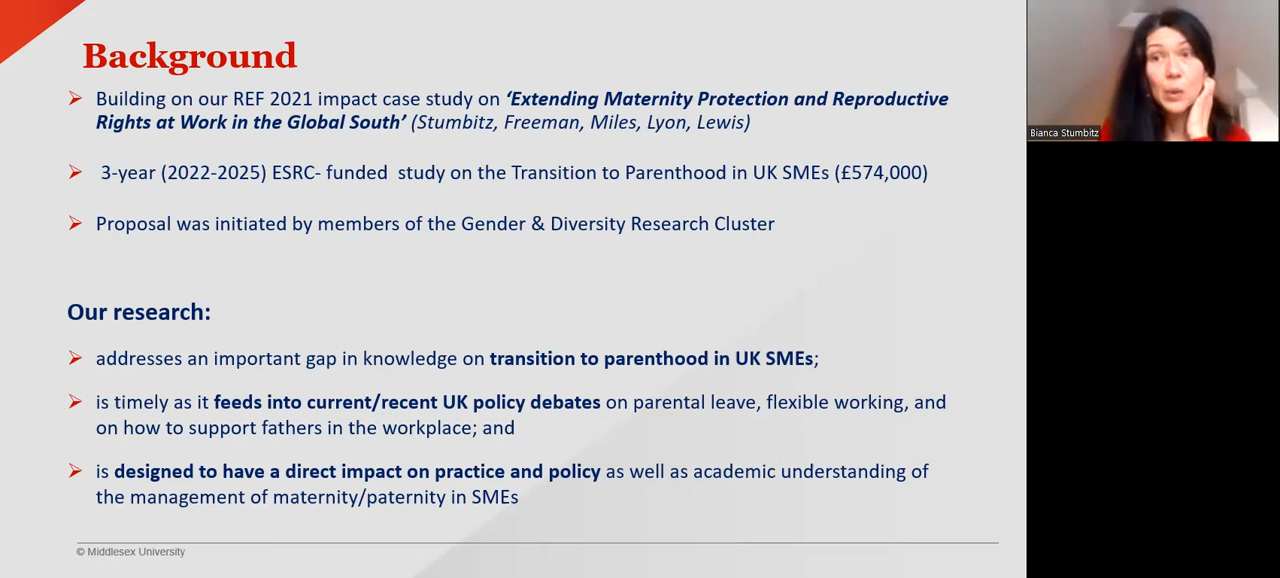 Background
➢ Building on our REF 2021 impact case study on ‘Extending Maternity Protection and Reproductive
Rights at Work in the Global South’ (Stumbitz, Freeman, Miles, Lyon, Lewis)
➢ 3-year (2022-2025) ESRC- funded  study on the Transition to Parenthood in UK SMEs (£574,000)
➢ Proposal was initiated by members of the Gender & Diversity Research Cluster
Our research:
➢ addresses an important gap in knowledge on transition to parenthood in UK SMEs;
➢ is timely as it feeds into current/recent UK policy debates on parental leave, flexible working, and
on how to support fathers in the workplace; and
➢ is designed to have a direct impact on practice and policy as well as academic understanding of
the management of maternity/paternity in SMEs
© Middlesex University
Bianca Stumbitz